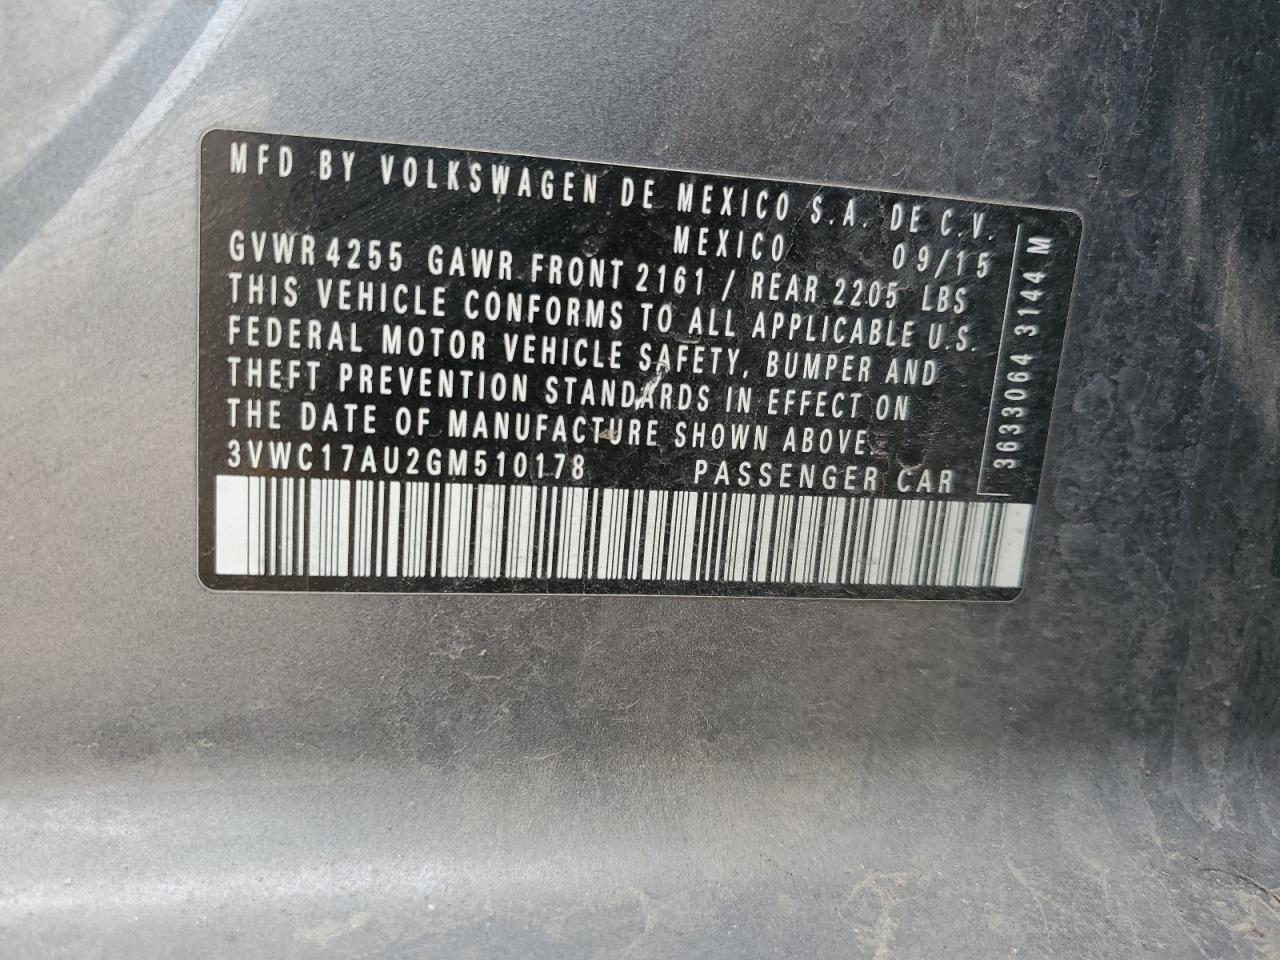 MFD BY VOLKSWAGEN DE MEXICO S.A. DE C.V.
MEXICO 09/15
GVWR 4255 GAWR FRONT 2161 / REAR 2205 LBS
THIS VEHICLE CONFORMS TO ALL APPLICABLE U.S.
FEDERAL MOTOR VEHICLE SAFETY, BUMPER AND
THEFT PREVENTION STANDARDS IN EFFECT ON
THE DATE OF MANUFACTURE SHOWN ABOVE.
3VWC17AU2GM510178 PASSENGER CAR
3633064 3144 M